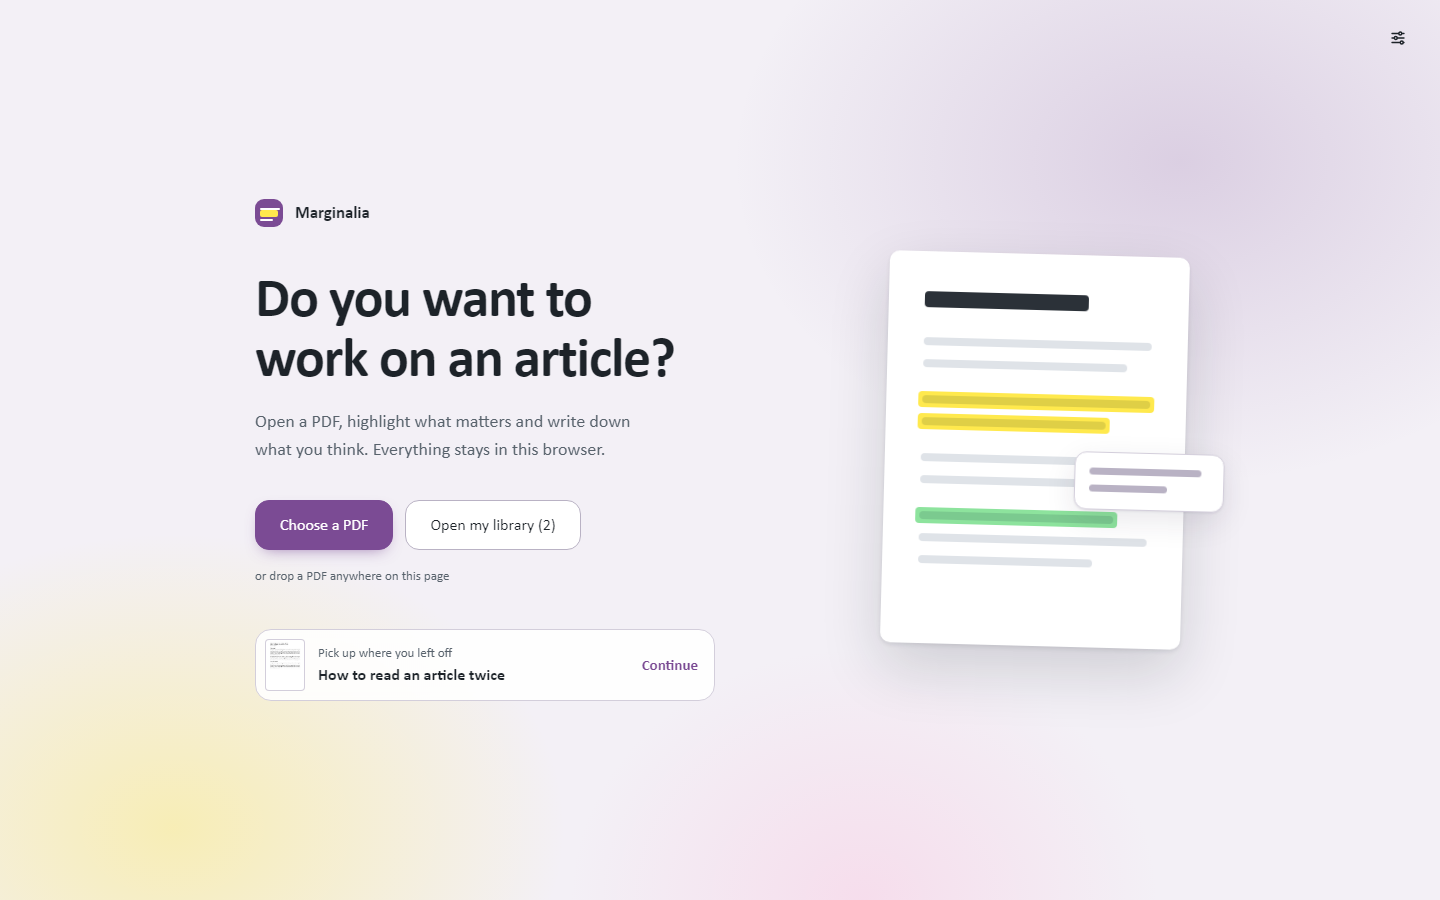 Marginalia
Do you want to
work on an article?
Open a PDF, highlight what matters and write down
what you think. Everything stays in this browser.
Choose a PDF
Open my library (2)
or drop a PDF anywhere on this page
Pick up where you left off
How to read an article twice
Continue